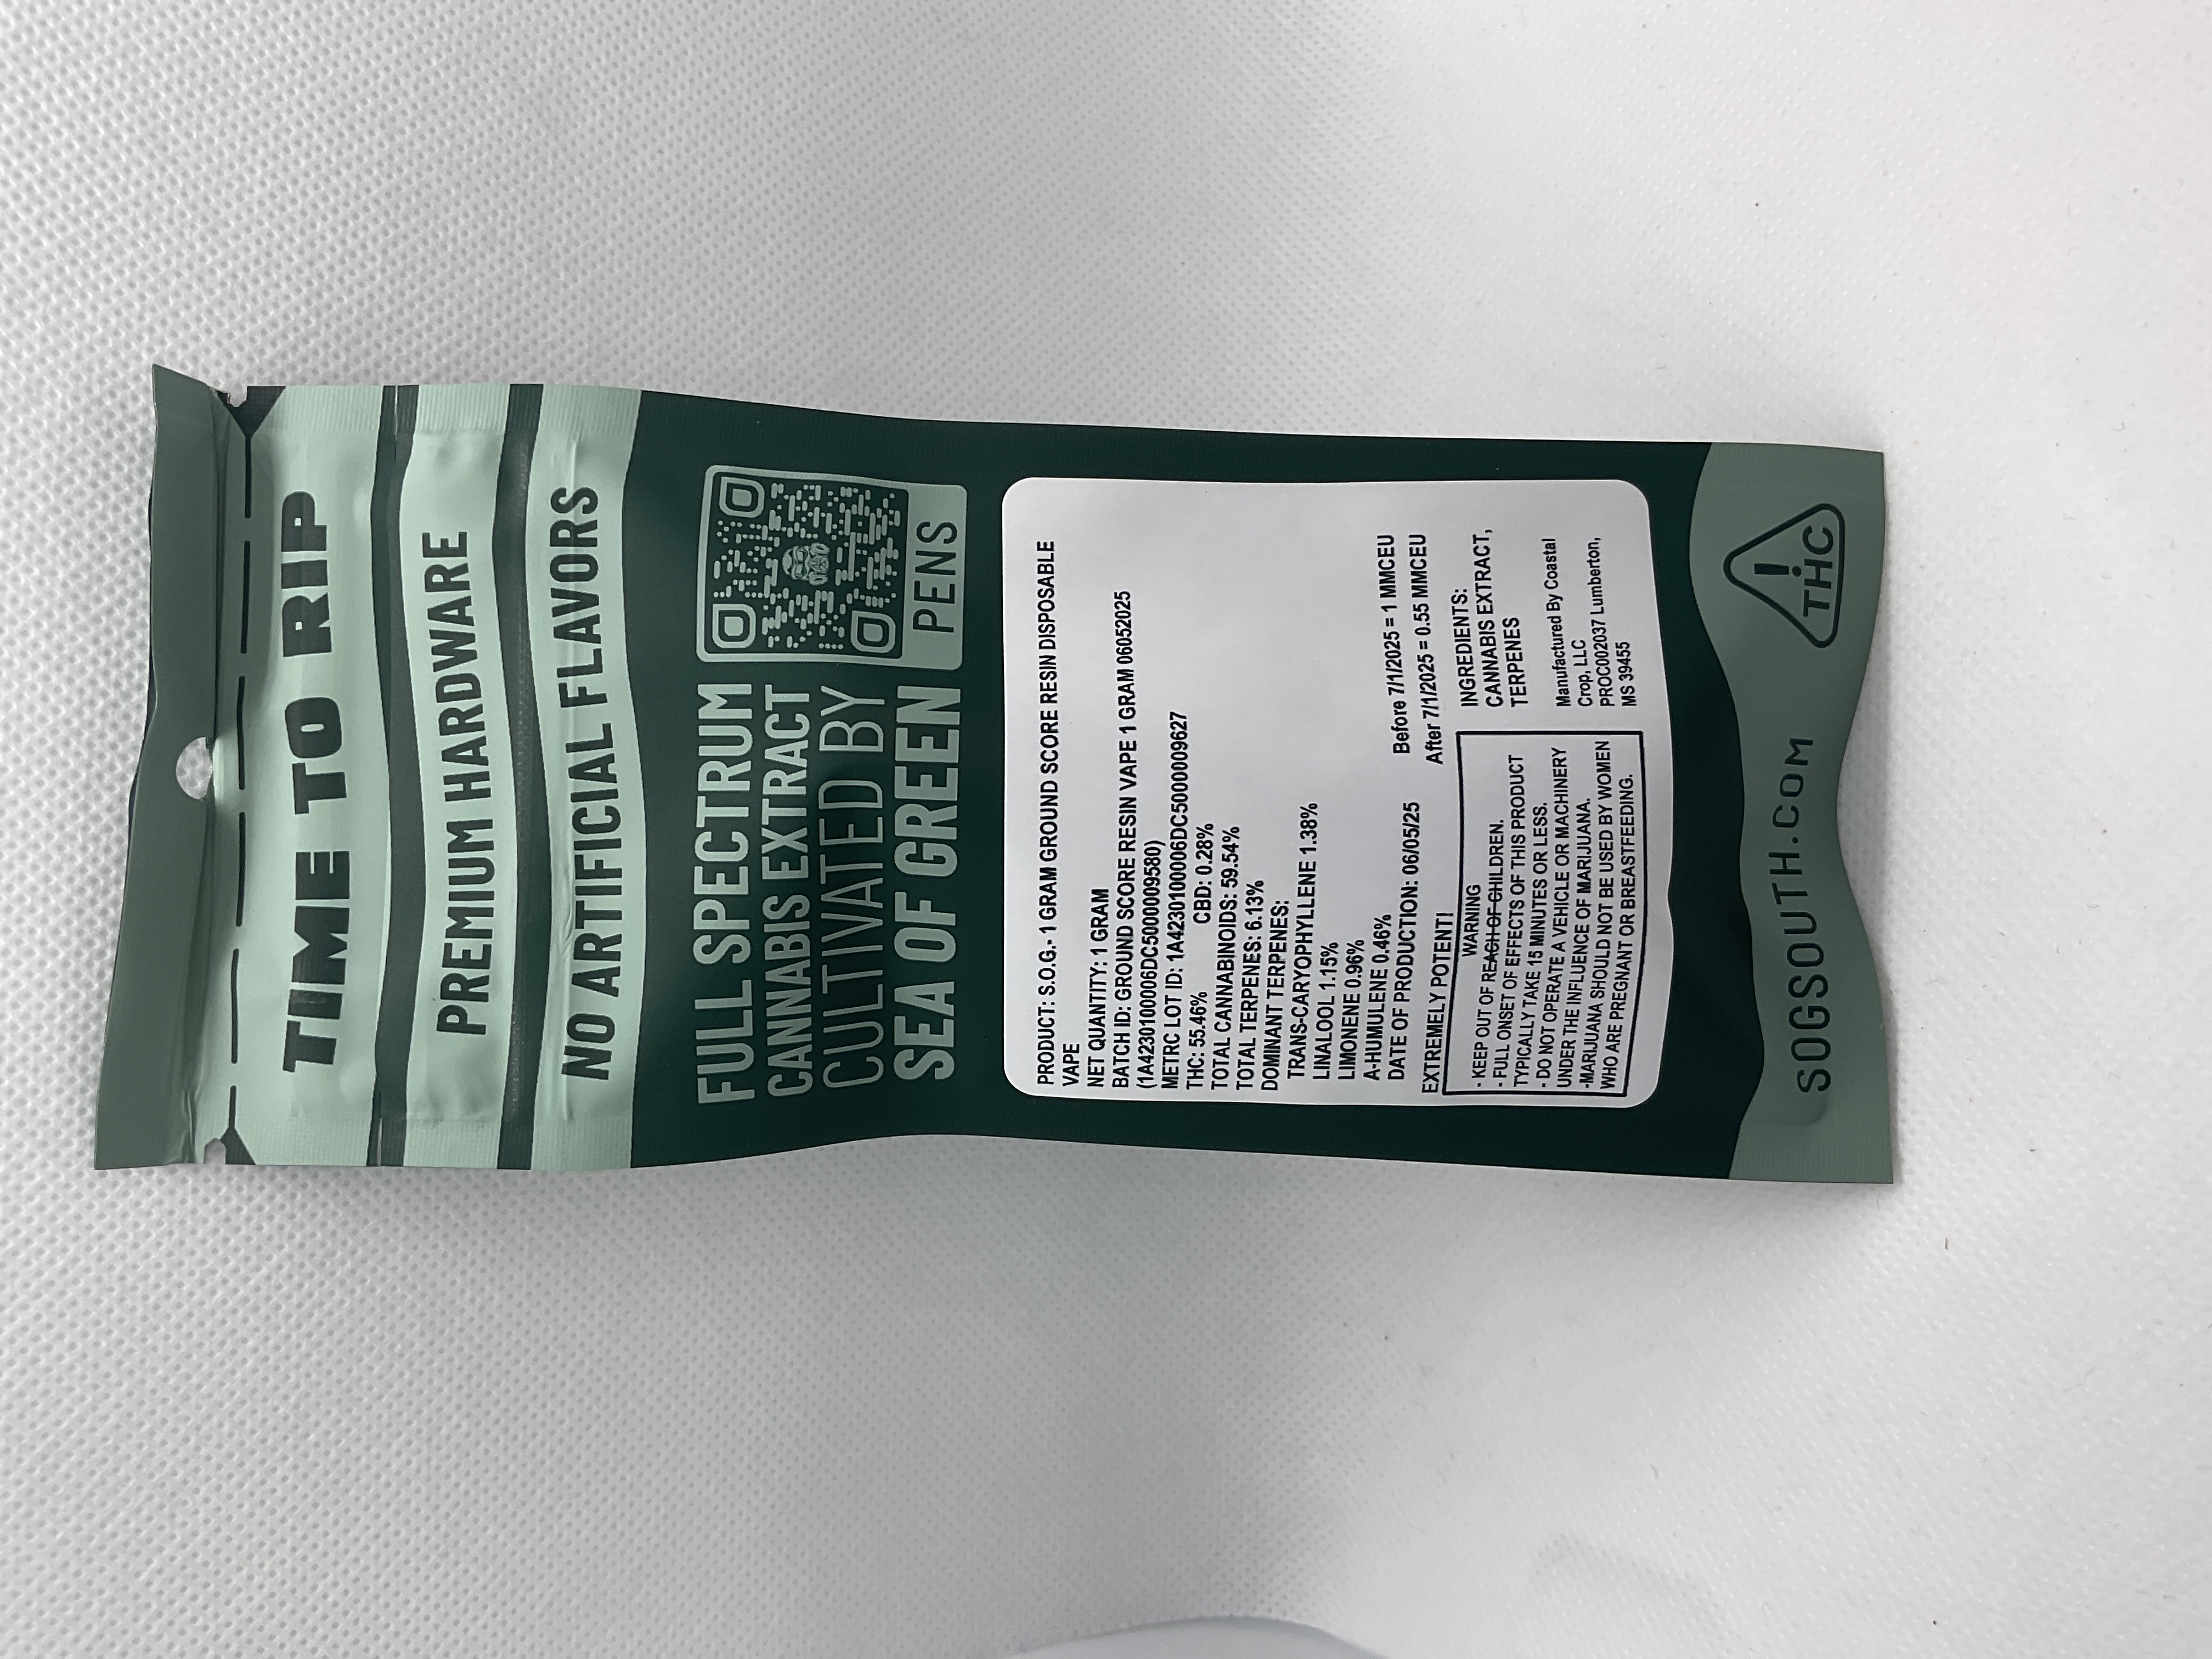 TIME TO RIP
PREMIUM HARDWARE
NO ARTIFICIAL FLAVORS
FULL SPECTRUM
CANNABIS EXTRACT
CULTIVATED BY
SEA OF GREEN
PENS
PRODUCT: S.O.G.- 1 GRAM GROUND SCORE RESIN DISPOSABLE
VAPE
NET QUANTITY: 1 GRAM
BATCH ID: GROUND SCORE RESIN VAPE 1 GRAM 06052025
(1A4230100006DC5000009580)
METRC LOT ID: 1A4230100006DC5000009627
THC: 55.46% CBD: 0.28%
TOTAL CANNABINOIDS: 59.54%
TOTAL TERPENES: 6.13%
DOMINANT TERPENES:
TRANS-CARYOPHYLLENE 1.38%
LINALOOL 1.15%
LIMONENE 0.96%
A-HUMULENE 0.46%
DATE OF PRODUCTION: 06/05/25
Before 7/1/2025 = 1 MMCEU
After 7/1/2025 = 0.55 MMCEU
EXTREMELY POTENT!
WARNING
- KEEP OUT OF REACH OF CHILDREN.
- FULL ONSET OF EFFECTS OF THIS PRODUCT
TYPICALLY TAKE 15 MINUTES OR LESS.
- DO NOT OPERATE A VEHICLE OR MACHINERY
UNDER THE INFLUENCE OF MARIJUANA.
-MARIJUANA SHOULD NOT BE USED BY WOMEN
WHO ARE PREGNANT OR BREASTFEEDING.
INGREDIENTS:
CANNABIS EXTRACT,
TERPENES
Manufactured By Coastal
Crop, LLC
PROC002037 Lumberton,
MS 39455
SOGSOUTH.COM
!
THC